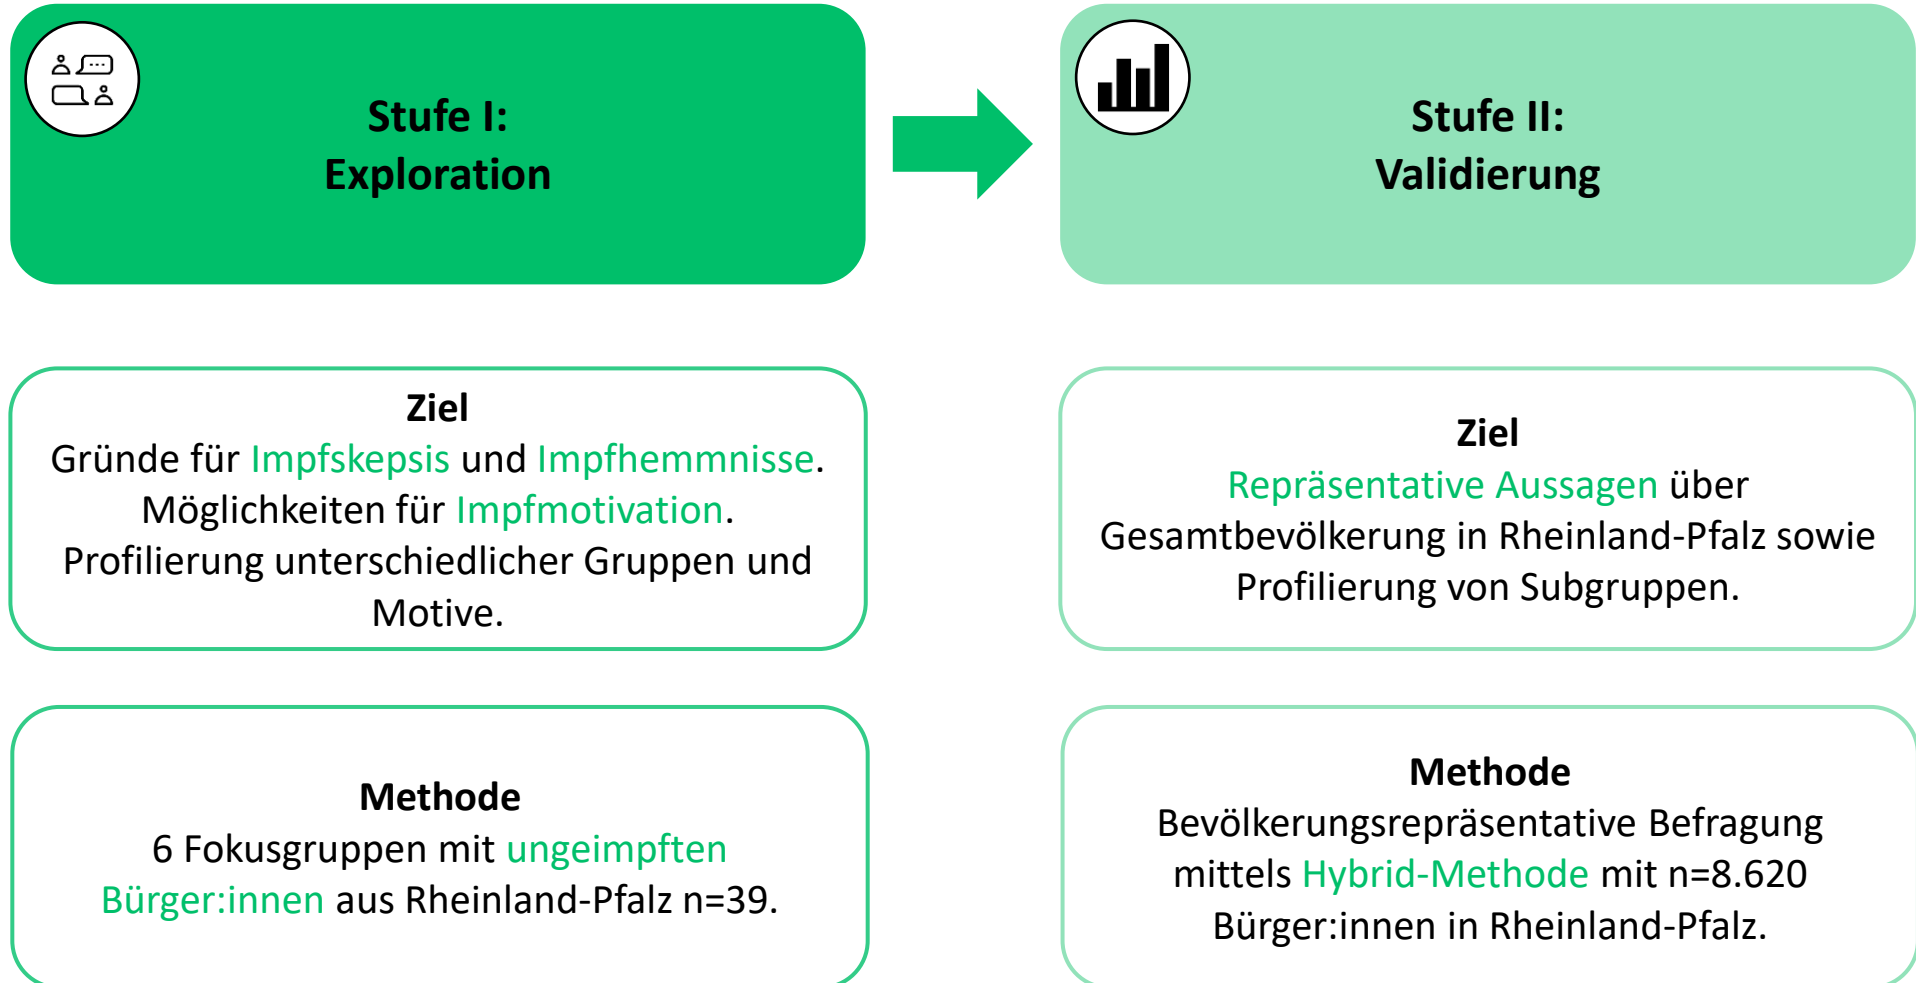 Stufe I:
Exploration
Stufe II:
Validierung
Ziel
Gründe für Impfskepsis und Impfhemmnisse.
Möglichkeiten für Impfmotivation.
Profilierung unterschiedlicher Gruppen und
Motive.
Ziel
Repräsentative Aussagen über
Gesamtbevölkerung in Rheinland-Pfalz sowie
Profilierung von Subgruppen.
Methode
6 Fokusgruppen mit ungeimpften
Bürger:innen aus Rheinland-Pfalz n=39.
Methode
Bevölkerungsrepräsentative Befragung
mittels Hybrid-Methode mit n=8.620
Bürger:innen in Rheinland-Pfalz.